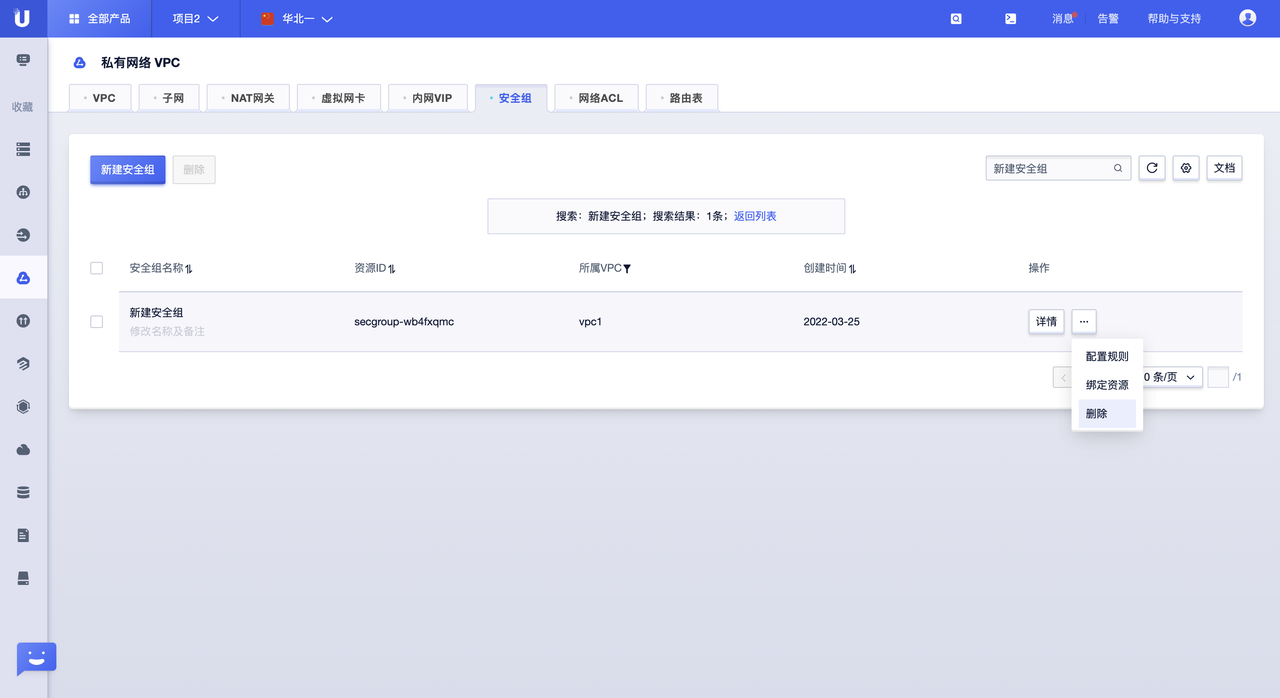 全部产品
项目2
华北一
消息
告警
帮助与支持
收藏
私有网络 VPC
VPC
子网
NAT网关
虚拟网卡
内网VIP
安全组
网络ACL
路由表
新建安全组
删除
新建安全组
文档
搜索：新建安全组；搜索结果：1条；返回列表
安全组名称
资源ID
所属VPC
创建时间
操作
新建安全组
修改名称及备注
secgroup-wb4fxqmc
vpc1
2022-03-25
详情
...
配置规则
绑定资源
删除
0 条/页
/1